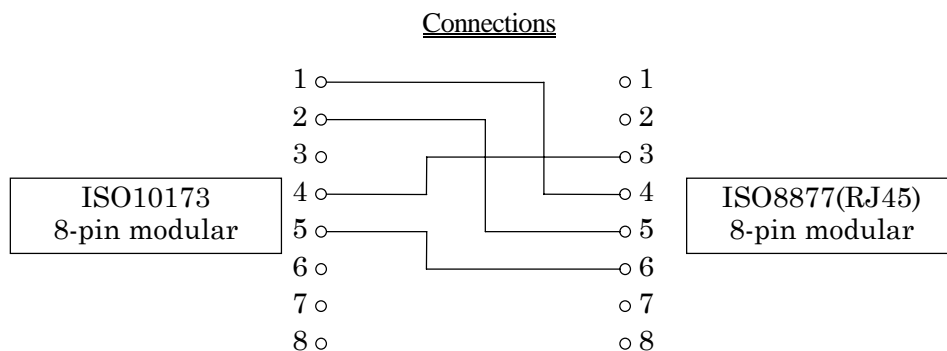 Connections
1 1
2 2
3 3
4 4
5 5
6 6
7 7
8 8
ISO10173
8-pin modular
ISO8877(RJ45)
8-pin modular